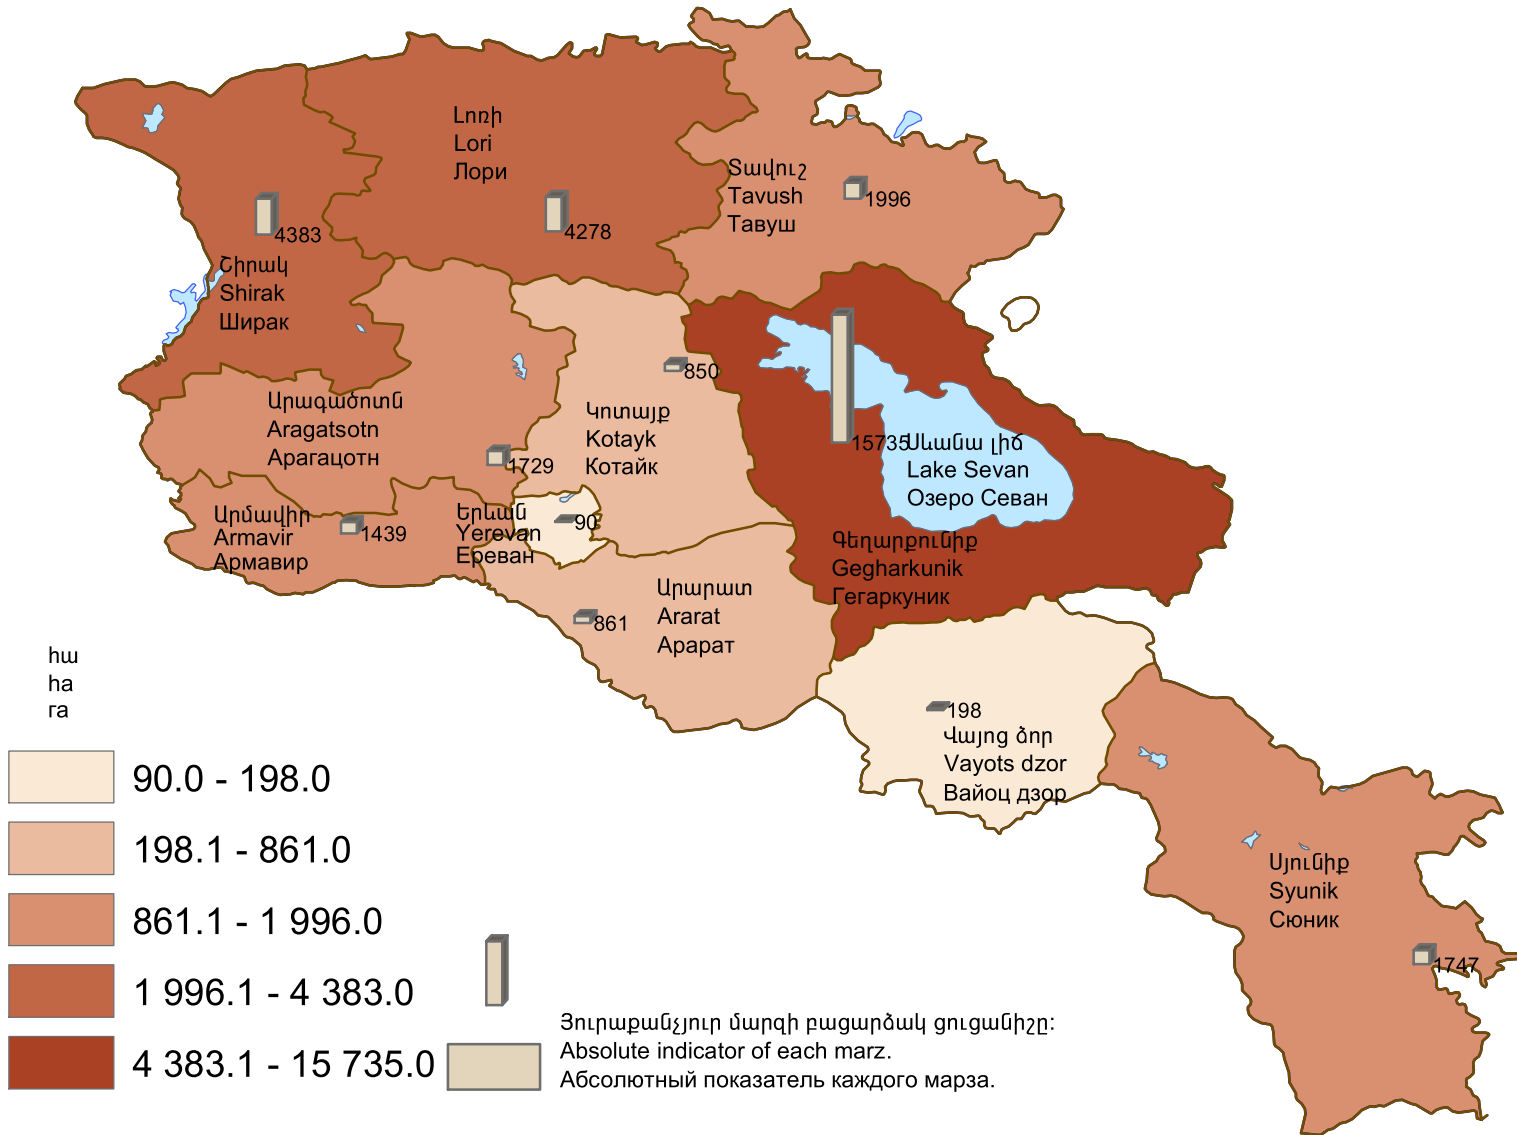 Լոռի
Lori
Лори
4278
Տավուշ
Tavush
Тавуш
1996
4383
Շիրակ
Shirak
Ширак
850
Արագածոտն
Aragatsotn
Арагацотн
1729
Կոտայք
Kotayk
Котайк
15735
Սևանա լիճ
Lake Sevan
Озеро Севан
Արմավիր
Armavir
Армавир
1439
Երևան
Yerevan
Ереван
90
Գեղարքունիք
Gegharkunik
Гегаркуник
Արարատ
Ararat
Арарат
861
198
Վայոց ձոր
Vayots dzor
Вайоц дзор
Սյունիք
Syunik
Сюник
1747
հա
ha
га
90.0 - 198.0
198.1 - 861.0
861.1 - 1 996.0
1 996.1 - 4 383.0
4 383.1 - 15 735.0
Յուրաքանչյուր մարզի բացարձակ ցուցանիշը:
Absolute indicator of each marz.
Абсолютный показатель каждого марза.